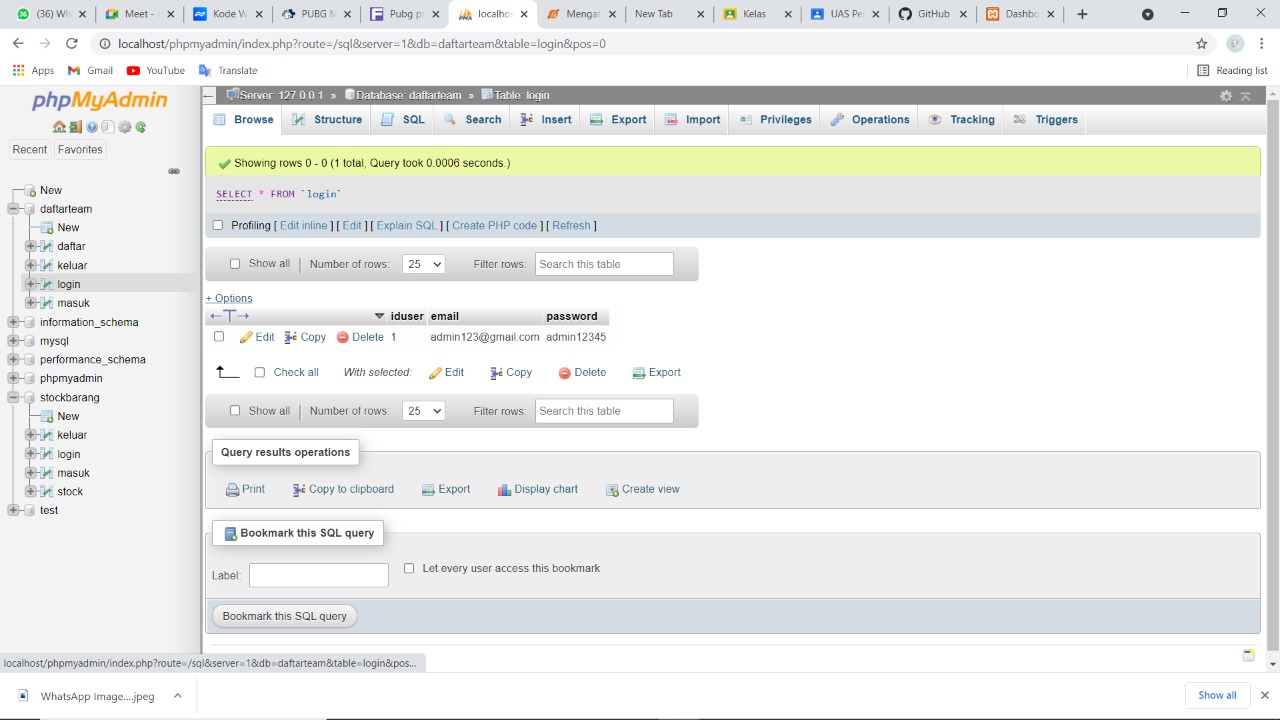 (36) Wh
Meet - a
Kode W
PUBG M
Pubg pr
localhos
Mengat
New Tab
Kelas
UAS Pe
GitHub
Dashbo
localhost/phpmyadmin/index.php?route=/sql&server=1&db=daftarteam&table=login&pos=0
Apps
Gmail
YouTube
Translate
Reading list
phpMyAdmin
Recent
Favorites
New
daftarteam
New
daftar
keluar
login
masuk
information_schema
mysql
performance_schema
phpmyadmin
stockbarang
New
keluar
login
masuk
stock
test
Server: 127.0.0.1 » Database: daftarteam » Table: login
Browse
Structure
SQL
Search
Insert
Export
Import
Privileges
Operations
Tracking
Triggers
Showing rows 0 - 0 (1 total, Query took 0.0006 seconds.)
SELECT * FROM `login`
Profiling [ Edit inline ] [ Edit ] [ Explain SQL ] [ Create PHP code ] [ Refresh ]
Show all | Number of rows: 25 Filter rows: Search this table
+ Options
←T→ iduser email password
Edit Copy Delete 1 admin123@gmail.com admin12345
Check all With selected: Edit Copy Delete Export
Show all | Number of rows: 25 Filter rows: Search this table
Query results operations
Print Copy to clipboard Export Display chart Create view
Bookmark this SQL query
Label: Let every user access this bookmark
Bookmark this SQL query
localhost/phpmyadmin/index.php?route=/sql&server=1&db=daftarteam&table=login&pos...
WhatsApp Image....jpeg
Show all